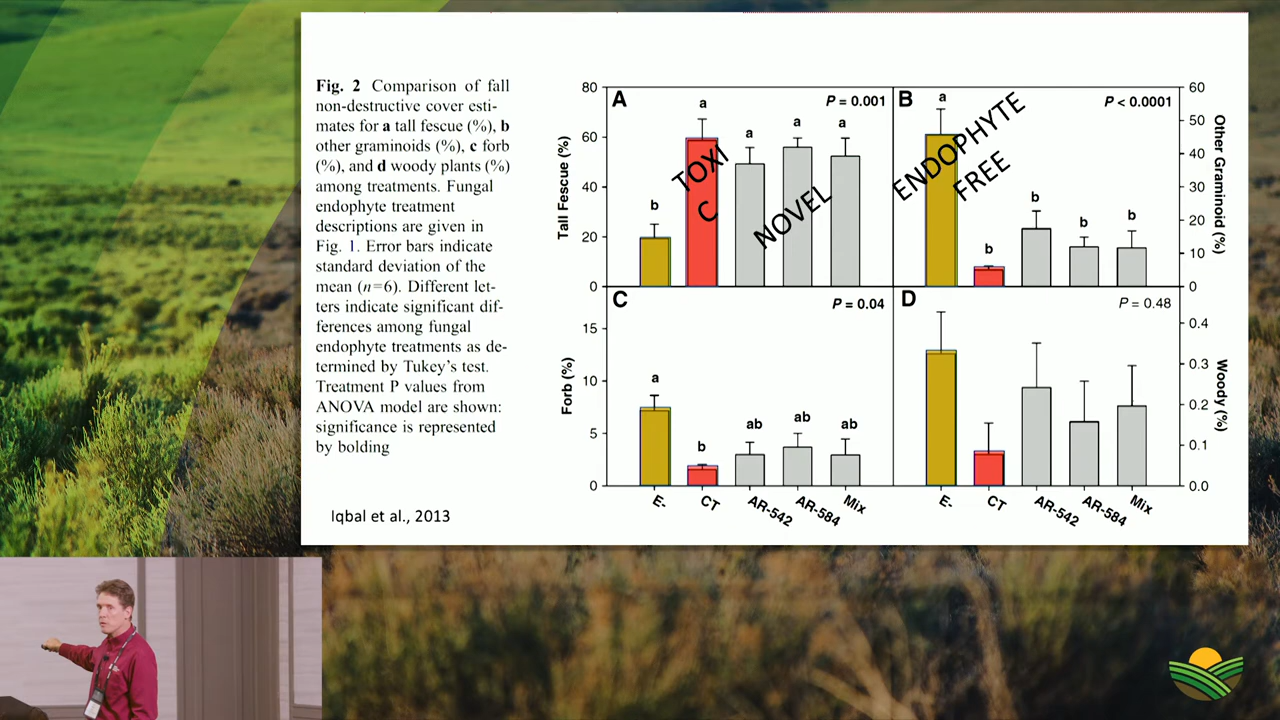 Fig. 2 Comparison of fall
non-destructive cover esti-
mates for a tall fescue (%), b
other graminoids (%), c forb
(%), and d woody plants (%)
among treatments. Fungal
endophyte treatment
descriptions are given in
Fig. 1. Error bars indicate
standard deviation of the
mean (n=6). Different let-
ters indicate significant dif-
ferences among fungal
endophyte treatments as de-
termined by Tukey's test.
Treatment P values from
ANOVA model are shown:
significance is represented
by bolding
Iqbal et al., 2013
A
P = 0.001
Tall Fescue (%)
80
60
40
20
0
b
a
a
a
a
TOXI
C
NOVEL
B
P < 0.0001
Other Graminoid (%)
60
50
40
30
20
10
0
a
b
b
b
b
ENDOPHYTE
FREE
C
P = 0.04
Forb (%)
15
10
5
0
a
b
ab
ab
ab
E-
CT
AR-542
AR-584
Mix
D
P = 0.48
Woody (%)
0.4
0.3
0.2
0.1
0.0
E-
CT
AR-542
AR-584
Mix